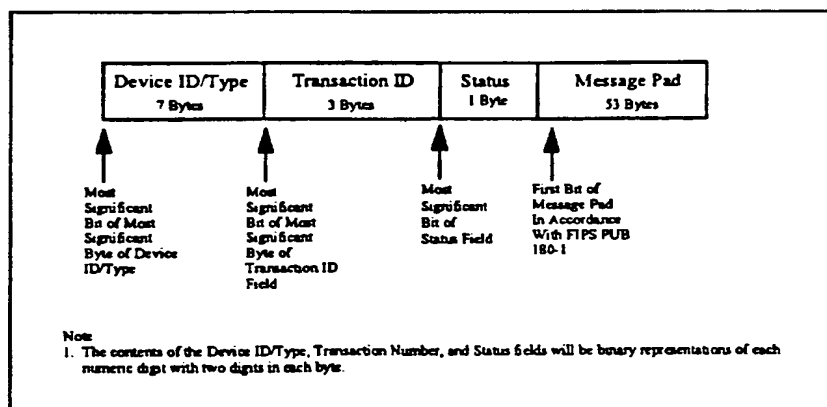 Device ID/Type Transaction ID Status Message Pad
7 Bytes 3 Bytes 1 Byte 53 Bytes
Most
Significant
Bit of Most
Significant
Byte of Device
ID/Type
Most
Significant
Bit of Most
Significant
Byte of
Transaction ID
Field
Most
Significant
Bit of
Status Field
First Bit of
Message Pad
In Accordance
With FIPS PUB
180-1
Note
1. The contents of the Device ID/Type, Transaction Number, and Status fields will be binary representations of each
numeric digit with two digits in each byte.